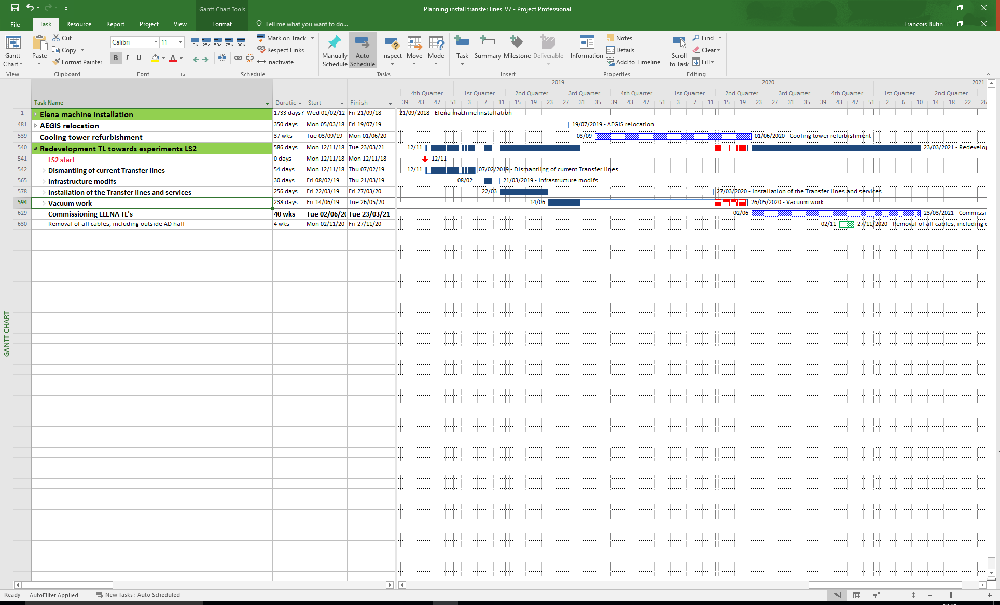 Gantt Chart Tools
Planning install transfer lines_V7 - Project Professional
File Task Resource Report Project View Format Tell me what you want to do...
Francois Butin
Gantt Chart
View
Paste
Cut
Copy
Format Painter
Clipboard
Calibri 11
B I U A
Font
0% 25% 50% 75% 100%
Mark on Track
Respect Links
Inactivate
Schedule
Manually Schedule
Auto Schedule
Inspect
Move
Mode
Tasks
Task
Summary
Milestone
Deliverable
Insert
Information
Notes
Details
Add to Timeline
Properties
Scroll to Task
Find
Clear
Fill
Editing
2019 2020 2021
4th Quarter 1st Quarter 2nd Quarter 3rd Quarter 4th Quarter 1st Quarter 2nd Quarter 3rd Quarter 4th Quarter 1st Quarter 2nd Quarter
Task Name Duratio Start Finish
39 43 47 51 3 7 11 15 19 23 27 31 35 39 43 47 51 3 7 11 15 19 23 27 31 35 39 43 47 51 2 6 10 14 18 22 26
1 Elena machine installation 1733 days? Wed 01/02/12 Fri 21/09/18 21/09/2018 - Elena machine installation
481 AEGIS relocation 350 days Mon 05/03/18 Fri 19/07/19 19/07/2019 - AEGIS relocation
539 Cooling tower refurbishment 37 wks Tue 03/09/19 Mon 01/06/20 03/09 01/06/2020 - Cooling tower refurbishment
540 Redevelopment TL towards experiments LS2 586 days Mon 12/11/18 Tue 23/03/21 12/11 23/03/2021 - Redevelop
541 LS2 start 0 days Mon 12/11/18 Mon 12/11/18 12/11
542 Dismantling of current Transfer lines 54 days Mon 12/11/18 Thu 07/02/19 12/11 07/02/2019 - Dismantling of current Transfer lines
565 Infrastructure modifs 30 days Fri 08/02/19 Thu 21/03/19 08/02 21/03/2019 - Infrastructure modifs
578 Installation of the Transfer lines and services 256 days Fri 22/03/19 Fri 27/03/20 22/03 27/03/2020 - Installation of the Transfer lines and services
594 Vacuum work 238 days Fri 14/06/19 Tue 26/05/20 14/06 26/05/2020 - Vacuum work
629 Commissioning ELENA TL's 40 wks Tue 02/06/20 Tue 23/03/21 02/06 23/03/2021 - Commissi
630 Removal of all cables, including outside AD hall 4 wks Mon 02/11/20 Fri 27/11/20 02/11 27/11/2020 - Removal of all cables, including
GANTT CHART
Ready AutoFilter Applied New Tasks : Auto Scheduled